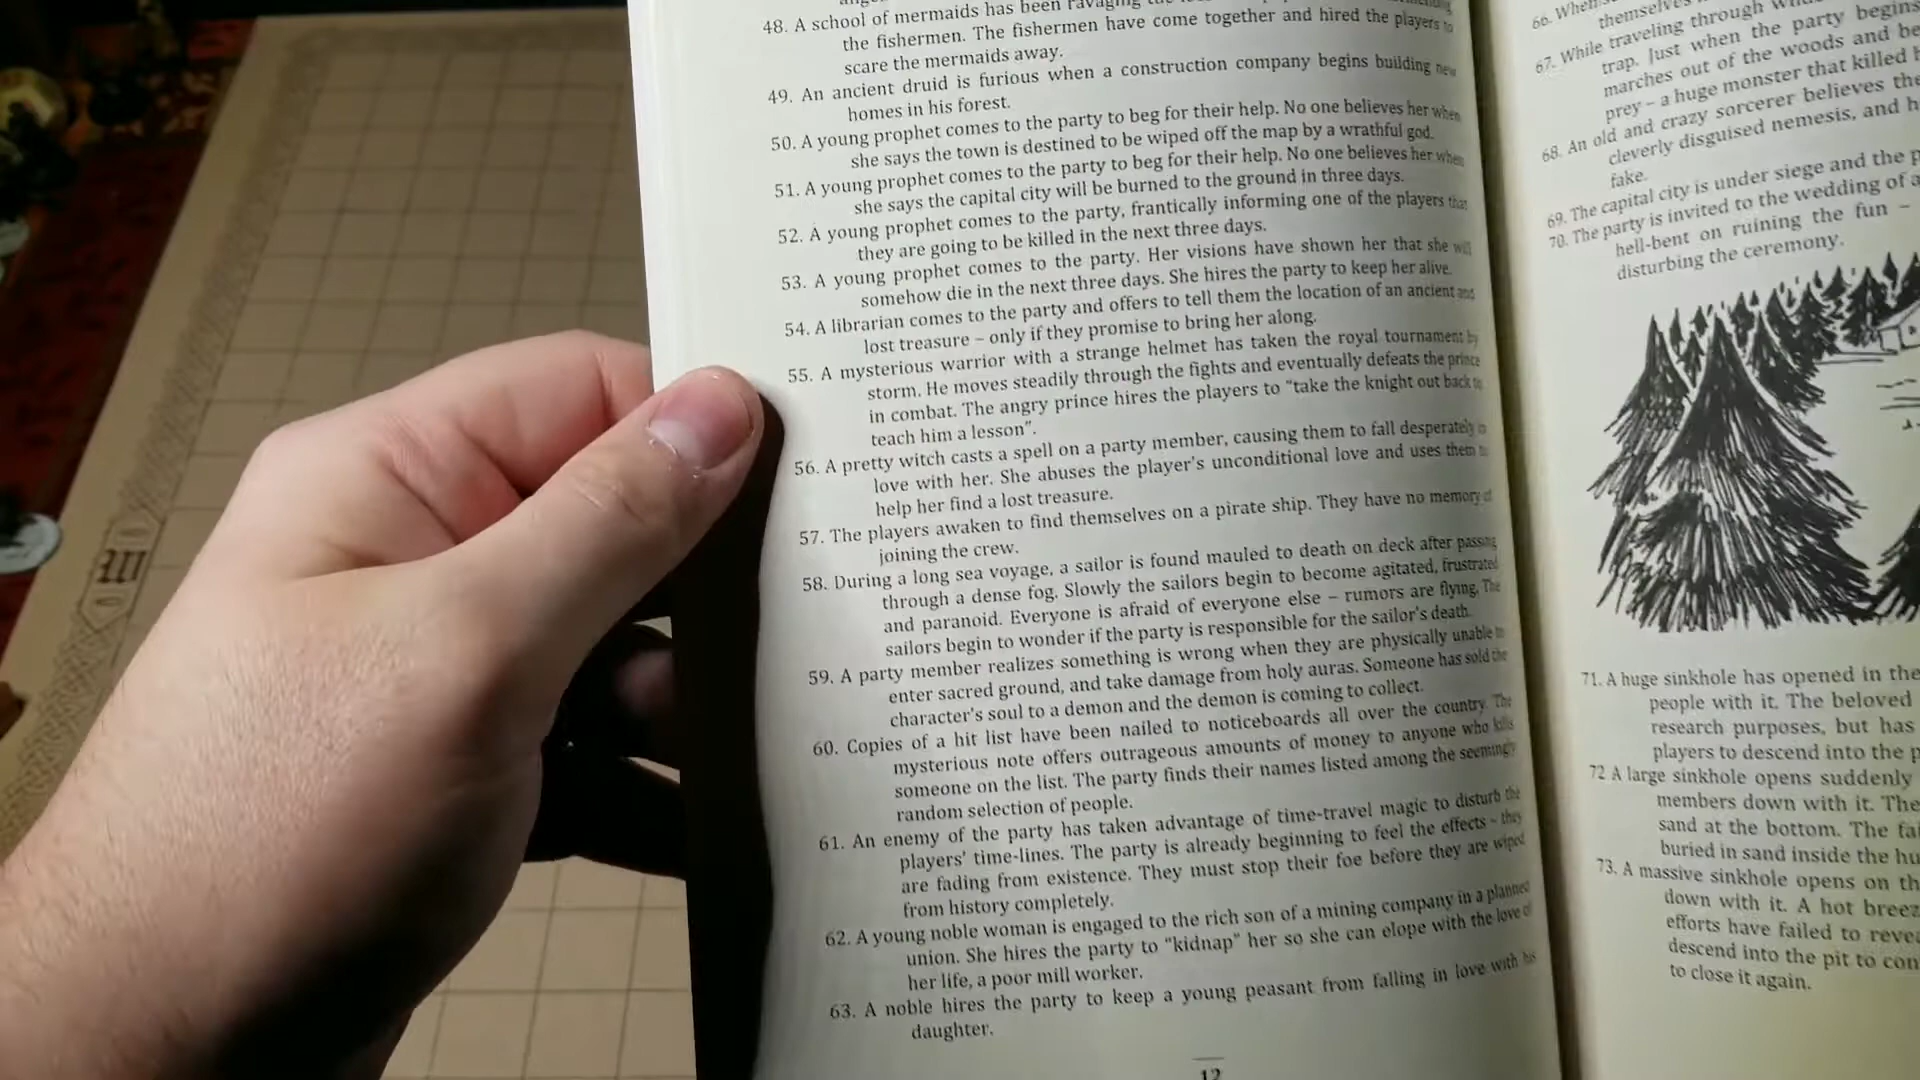 48. A school of mermaids has been ravaging the
the fishermen. The fishermen have come together and hired the players to
scare the mermaids away.
49. An ancient druid is furious when a construction company begins building new
homes in his forest.
50. A young prophet comes to the party to beg for their help. No one believes her when
she says the town is destined to be wiped off the map by a wrathful god.
51. A young prophet comes to the party to beg for their help. No one believes her when
she says the capital city will be burned to the ground in three days.
52. A young prophet comes to the party, frantically informing one of the players that
they are going to be killed in the next three days.
53. A young prophet comes to the party. Her visions have shown her that she will
somehow die in the next three days. She hires the party to keep her alive.
54. A librarian comes to the party and offers to tell them the location of an ancient and
lost treasure – only if they promise to bring her along.
55. A mysterious warrior with a strange helmet has taken the royal tournament by
storm. He moves steadily through the fights and eventually defeats the prince
in combat. The angry prince hires the players to "take the knight out back to
teach him a lesson".
56. A pretty witch casts a spell on a party member, causing them to fall desperately in
love with her. She abuses the player's unconditional love and uses them to
help her find a lost treasure.
57. The players awaken to find themselves on a pirate ship. They have no memory of
joining the crew.
58. During a long sea voyage, a sailor is found mauled to death on deck after passing
through a dense fog. Slowly the sailors begin to become agitated, frustrated
and paranoid. Everyone is afraid of everyone else – rumors are flying. The
sailors begin to wonder if the party is responsible for the sailor's death.
59. A party member realizes something is wrong when they are physically unable to
enter sacred ground, and take damage from holy auras. Someone has sold the
character's soul to a demon and the demon is coming to collect.
60. Copies of a hit list have been nailed to noticeboards all over the country. The
mysterious note offers outrageous amounts of money to anyone who kills
someone on the list. The party finds their names listed among the seemingly
random selection of people.
61. An enemy of the party has taken advantage of time-travel magic to disturb the
players' time-lines. The party is already beginning to feel the effects – they
are fading from existence. They must stop their foe before they are wiped
from history completely.
62. A young noble woman is engaged to the rich son of a mining company in a planned
union. She hires the party to "kidnap" her so she can elope with the love of
her life, a poor mill worker.
63. A noble hires the party to keep a young peasant from falling in love with his
daughter.
12
66. When
themselves
67. While traveling through
trap. Just when the party begins
marches out of the woods and
prey – a huge monster that killed
68. An old and crazy sorcerer believes the
cleverly disguised nemesis, and
fake.
69. The capital city is under siege and the
70. The party is invited to the wedding of a
hell-bent on ruining the fun –
disturbing the ceremony.
71. A huge sinkhole has opened in the
people with it. The beloved
research purposes, but has
players to descend into the
72 A large sinkhole opens suddenly
members down with it. The
sand at the bottom. The
buried in sand inside the
73. A massive sinkhole opens on
down with it. A hot
efforts have failed to
descend into the pit to
to close it again.